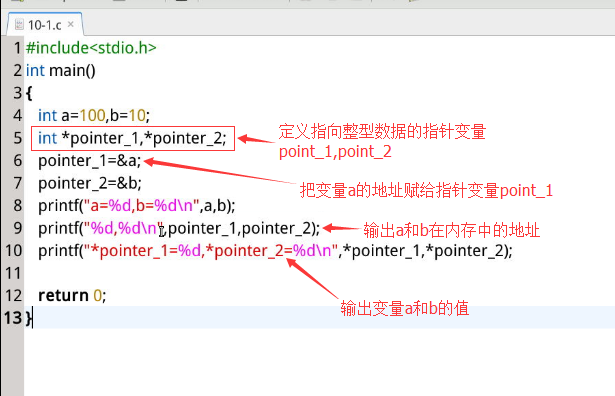 10-1.c ×
1 #include<stdio.h>
2 int main()
3 {
4 int a=100,b=10;
5 int *pointer_1,*pointer_2;
定义指向整型数据的指针变量
point_1,point_2
6 pointer_1=&a;
把变量a的地址赋给指针变量point_1
7 pointer_2=&b;
8 printf("a=%d,b=%d\n",a,b);
9 printf("%d,%d\n",pointer_1,pointer_2);
输出a和b在内存中的地址
10 printf("*pointer_1=%d,*pointer_2=%d\n",*pointer_1,*pointer_2);
11
12 return 0;
输出变量a和b的值
13 }